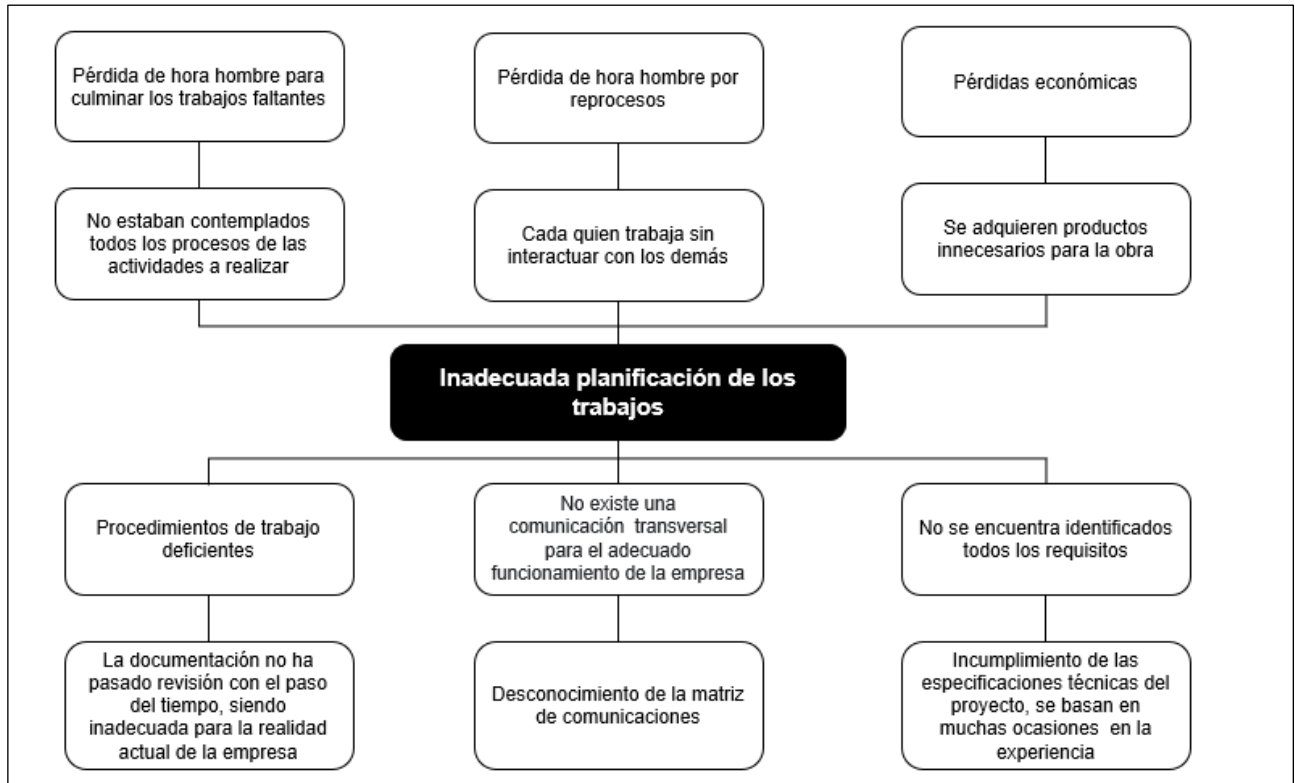 Pérdida de hora hombre para
culminar los trabajos faltantes
Pérdida de hora hombre por
reprocesos
Pérdidas económicas
No estaban contemplados
todos los procesos de las
actividades a realizar
Cada quien trabaja sin
interactuar con los demás
Se adquieren productos
innecesarios para la obra
Inadecuada planificación de los
trabajos
Procedimientos de trabajo
deficientes
No existe una
comunicación transversal
para el adecuado
funcionamiento de la empresa
No se encuentra identificados
todos los requisitos
La documentación no ha
pasado revisión con el paso
del tiempo, siendo
inadecuada para la realidad
actual de la empresa
Desconocimiento de la matriz
de comunicaciones
Incumplimiento de las
especificaciones técnicas del
proyecto, se basan en
muchas ocasiones en la
experiencia